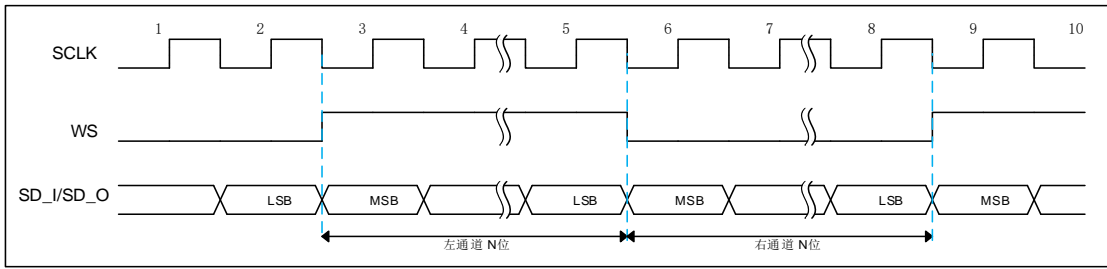 1 2 3 4 5 6 7 8 9 10
SCLK
WS
SD_I/SD_O LSB MSB LSB MSB LSB MSB
左通道 N位 右通道 N位